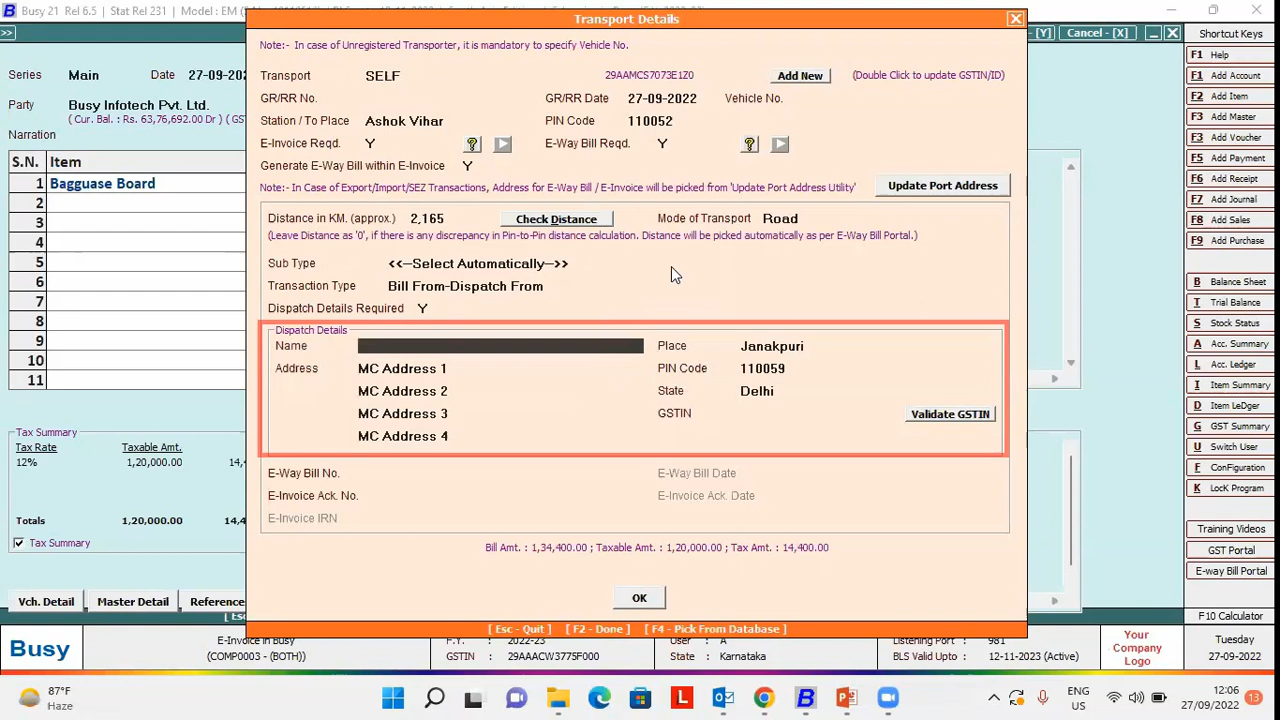 Busy 21 Rel 6.5 | Stat Rel 231 | Model : EM
Transport Details
>>
- [Y] Cancel - [X]
Shortcut Keys
Note:- In case of Unregistered Transporter, it is mandatory to specify Vehicle No.
F1 Help
Series Main Date 27-09-202
Transport SELF 29AAMCS7073E1Z0 Add New (Double Click to update GSTIN/ID)
F1 Add Account
GR/RR No. GR/RR Date 27-09-2022 Vehicle No.
F2 Add Item
Party Busy Infotech Pvt. Ltd.
( Cur. Bal : Rs. 63,76,692.00 Dr ) ( GS
Station / To Place Ashok Vihar PIN Code 110052
F3 Add Master
Narration
E-Invoice Reqd. Y ? E-Way Bill Reqd. Y ?
F3 Add Voucher
S.N. Item
Generate E-Way Bill within E-Invoice Y
F5 Add Payment
1 Bagguase Board
Note:- In Case of Export/Import/SEZ Transactions, Address for E-Way Bill / E-Invoice will be picked from 'Update Port Address Utility' Update Port Address
F6 Add Receipt
2
F7 Add Journal
3
Distance in KM. (approx.) 2,165 Check Distance Mode of Transport Road
F8 Add Sales
4
(Leave Distance as '0', if there is any discrepancy in Pin-to-Pin distance calculation. Distance will be picked automatically as per E-Way Bill Portal.)
F9 Add Purchase
5
Sub Type <<--Select Automatically-->>
6
Transaction Type Bill From-Dispatch From
B Balance Sheet
7
Dispatch Details Required Y
T Trial Balance
8
Dispatch Details
S Stock Status
9
Name Place Janakpuri
A Acc. Summary
10
Address MC Address 1 PIN Code 110059
L Acc. Ledger
11
MC Address 2 State Delhi
I Item Summary
MC Address 3 GSTIN Validate GSTIN
D Item LeDger
MC Address 4
G GST Summary
Tax Summary
Tax Rate Taxable Amt.
U Switch User
12% 1,20,000.00 14,4
E-Way Bill No. E-Way Bill Date
F ConFiguration
E-Invoice Ack. No. E-Invoice Ack. Date
K LocK Program
Totals 1,20,000.00 14,4
E-Invoice IRN
Training Videos
Tax Summary
Bill Amt. : 1,34,400.00 ; Taxable Amt. : 1,20,000.00 ; Tax Amt. : 14,400.00
GST Portal
E-way Bill Portal
Vch. Detail Master Detail Reference
OK
[ Esc
F10 Calculator
[ Esc - Quit ] [ F2 - Done ] [ F4 - Pick From Database ]
Busy
E-Invoice in Busy
(COMP0003 - (BOTH))
F.Y. : 2022-23
GSTIN : 29AAACW3775F000
User : A
State : Karnataka
Listening Port : 981
BLS Valid Upto : 12-11-2023 (Active)
Your
Company
Logo
Tuesday
27-09-2022
87°F
Haze
L
B
ENG
US
12:06
27/09/2022
13